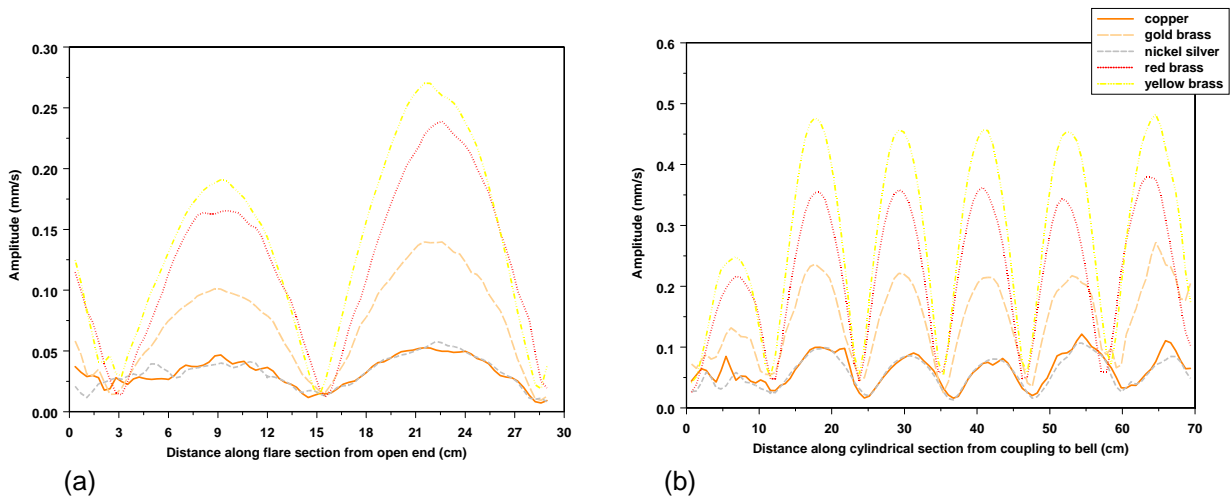 copper
gold brass
nickel silver
red brass
yellow brass
0.30
0.25
0.20
0.15
0.10
0.05
0.00
Amplitude (mm/s)
0 3 6 9 12 15 18 21 24 27 30
Distance along flare section from open end (cm)
(a)
0.6
0.5
0.4
0.3
0.2
0.1
0.0
Amplitude (mm/s)
0 10 20 30 40 50 60 70
Distance along cylindrical section from coupling to bell (cm)
(b)